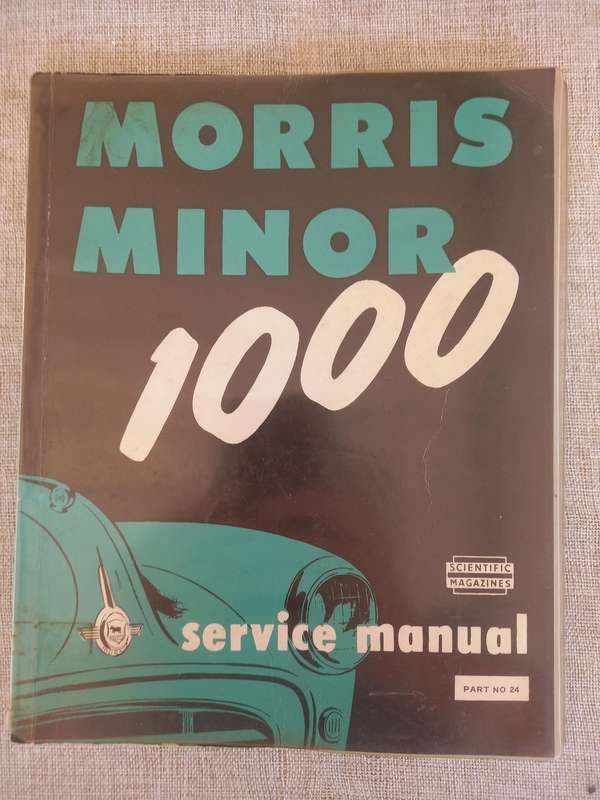 MORRIS
MINOR
1000
SCIENTIFIC
MAGAZINES
service manual
PART NO 24